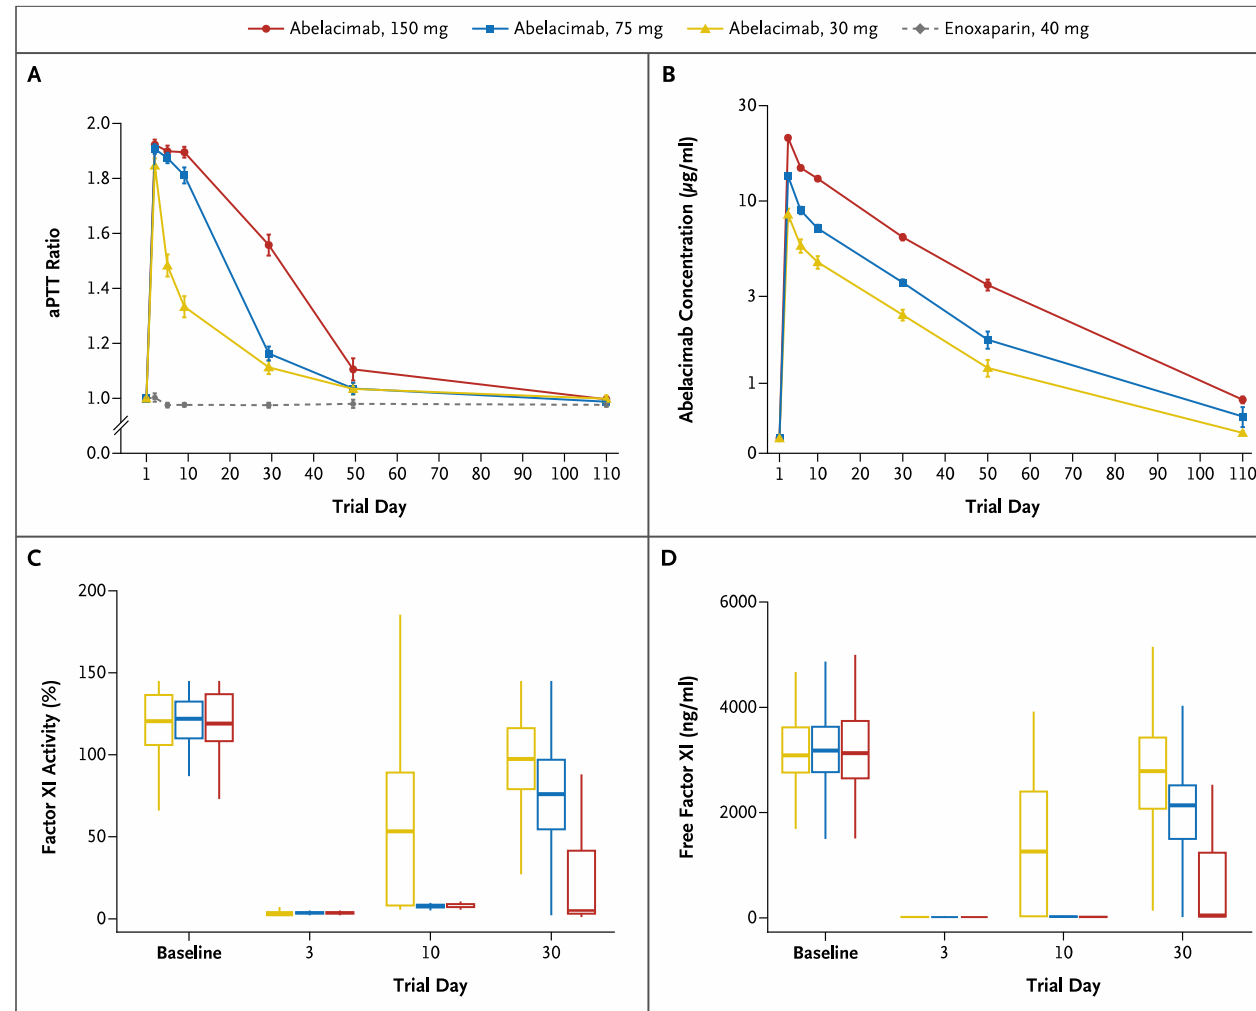 Abelacimab, 150 mg Abelacimab, 75 mg Abelacimab, 30 mg Enoxaparin, 40 mg
A
aPTT Ratio
2.0
1.8
1.6
1.4
1.2
1.0
0.0
1 10 20 30 40 50 60 70 80 90 100 110
Trial Day
B
Abelacimab Concentration (µg/ml)
30
10
3
1
0
1 10 20 30 40 50 60 70 80 90 100 110
Trial Day
C
Factor XI Activity (%)
200
150
100
50
0
Baseline 3 10 30
Trial Day
D
Free Factor XI (ng/ml)
6000
4000
2000
0
Baseline 3 10 30
Trial Day